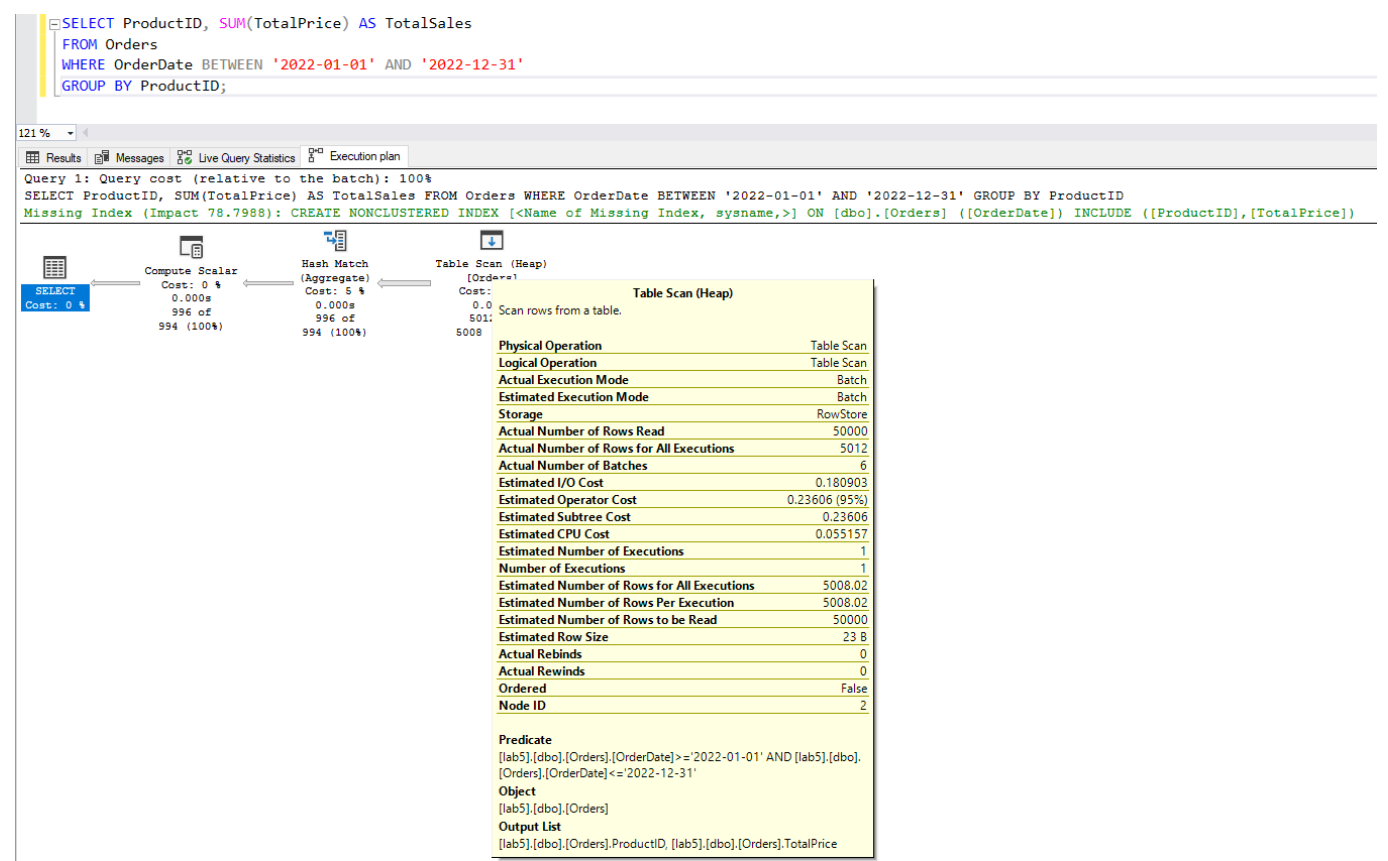 SELECT ProductID, SUM(TotalPrice) AS TotalSales
FROM Orders
WHERE OrderDate BETWEEN '2022-01-01' AND '2022-12-31'
GROUP BY ProductID;
121 %
Results Messages Live Query Statistics Execution plan
Query 1: Query cost (relative to the batch): 100%
SELECT ProductID, SUM(TotalPrice) AS TotalSales FROM Orders WHERE OrderDate BETWEEN '2022-01-01' AND '2022-12-31' GROUP BY ProductID
Missing Index (Impact 78.7988): CREATE NONCLUSTERED INDEX [<Name of Missing Index, sysname,>] ON [dbo].[Orders] ([OrderDate]) INCLUDE ([ProductID],[TotalPrice])
SELECT
Cost: 0 %
Compute Scalar
Cost: 0 %
0.000s
996 of
994 (100%)
Hash Match
(Aggregate)
Cost: 5 %
0.000s
996 of
994 (100%)
Table Scan (Heap)
[Orders]
Cost:
0.0
501
5008
Table Scan (Heap)
Scan rows from a table.
Physical Operation Table Scan
Logical Operation Table Scan
Actual Execution Mode Batch
Estimated Execution Mode Batch
Storage RowStore
Actual Number of Rows Read 50000
Actual Number of Rows for All Executions 5012
Actual Number of Batches 6
Estimated I/O Cost 0.180903
Estimated Operator Cost 0.23606 (95%)
Estimated Subtree Cost 0.23606
Estimated CPU Cost 0.055157
Estimated Number of Executions 1
Number of Executions 1
Estimated Number of Rows for All Executions 5008.02
Estimated Number of Rows Per Execution 5008.02
Estimated Number of Rows to be Read 50000
Estimated Row Size 23 B
Actual Rebinds 0
Actual Rewinds 0
Ordered False
Node ID 2
Predicate
[lab5].[dbo].[Orders].[OrderDate]>='2022-01-01' AND [lab5].[dbo].
[Orders].[OrderDate]<='2022-12-31'
Object
[lab5].[dbo].[Orders]
Output List
[lab5].[dbo].[Orders].ProductID, [lab5].[dbo].[Orders].TotalPrice